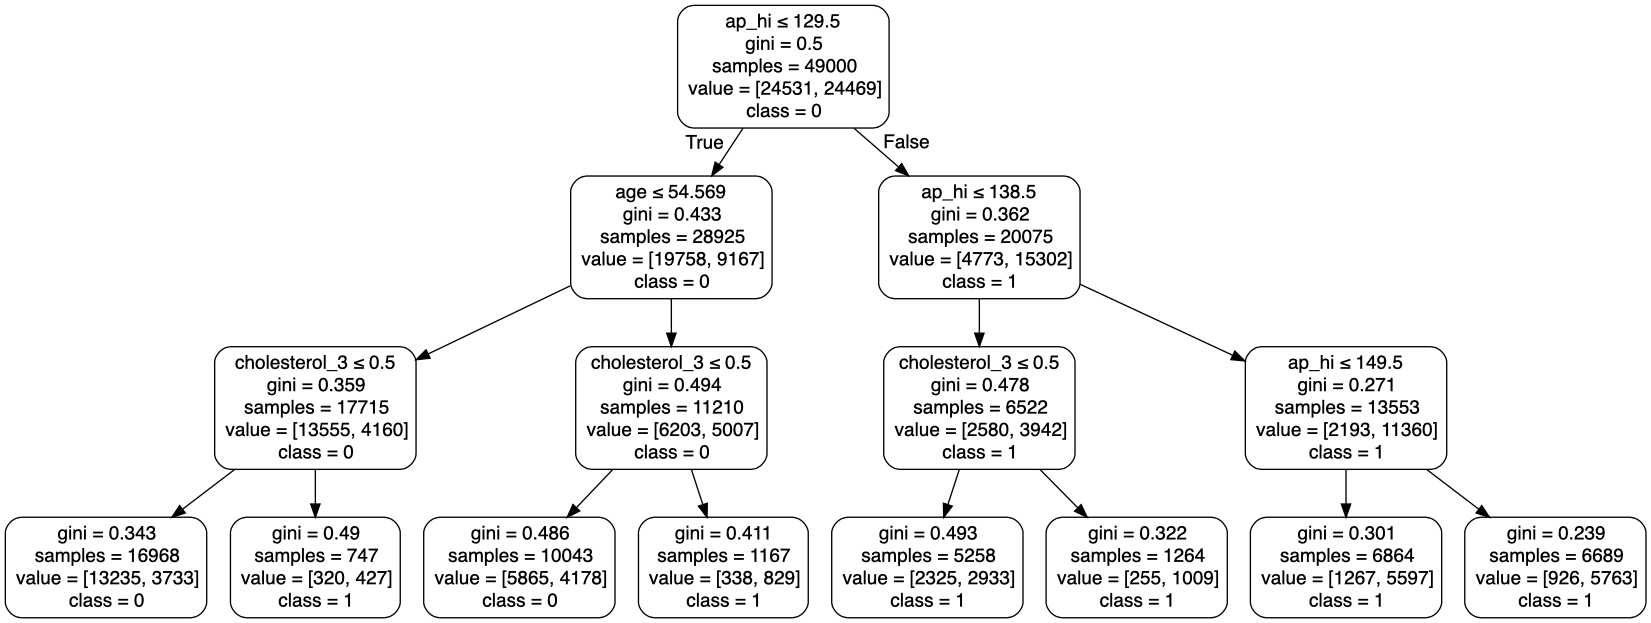 ap_hi ≤ 129.5
gini = 0.5
samples = 49000
value = [24531, 24469]
class = 0
True
False
age ≤ 54.569
gini = 0.433
samples = 28925
value = [19758, 9167]
class = 0
ap_hi ≤ 138.5
gini = 0.362
samples = 20075
value = [4773, 15302]
class = 1
cholesterol_3 ≤ 0.5
gini = 0.359
samples = 17715
value = [13555, 4160]
class = 0
cholesterol_3 ≤ 0.5
gini = 0.494
samples = 11210
value = [6203, 5007]
class = 0
cholesterol_3 ≤ 0.5
gini = 0.478
samples = 6522
value = [2580, 3942]
class = 1
ap_hi ≤ 149.5
gini = 0.271
samples = 13553
value = [2193, 11360]
class = 1
gini = 0.343
samples = 16968
value = [13235, 3733]
class = 0
gini = 0.49
samples = 747
value = [320, 427]
class = 1
gini = 0.486
samples = 10043
value = [5865, 4178]
class = 0
gini = 0.411
samples = 1167
value = [338, 829]
class = 1
gini = 0.493
samples = 5258
value = [2325, 2933]
class = 1
gini = 0.322
samples = 1264
value = [255, 1009]
class = 1
gini = 0.301
samples = 6864
value = [1267, 5597]
class = 1
gini = 0.239
samples = 6689
value = [926, 5763]
class = 1